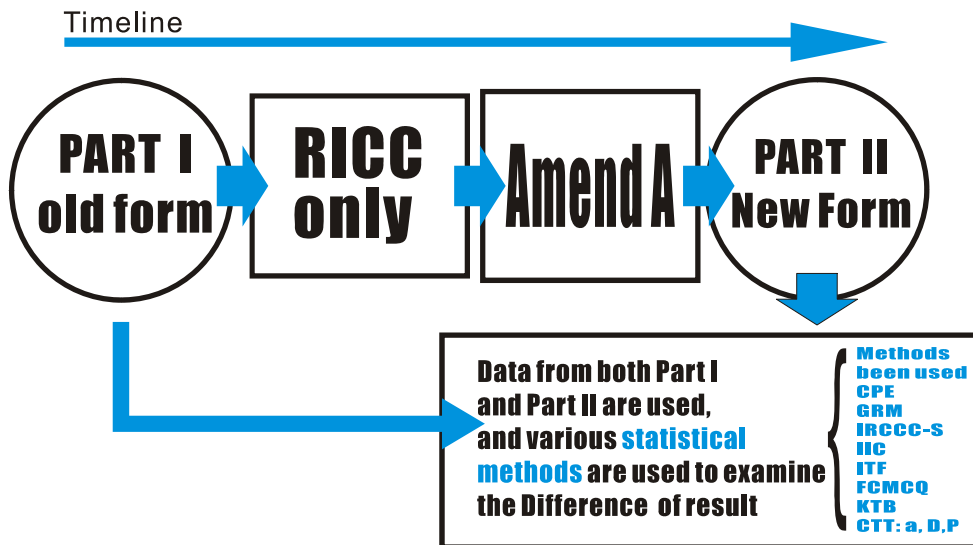 Timeline
PART I
old form
RICC
only
Amend A
PART II
New Form
Data from both Part I
and Part II are used,
and various statistical
methods are used to examine
the Difference of result
Methods
been used
CPE
GRM
IRCCC-S
IIC
ITF
FCMCQ
KTB
CTT: a, D,P